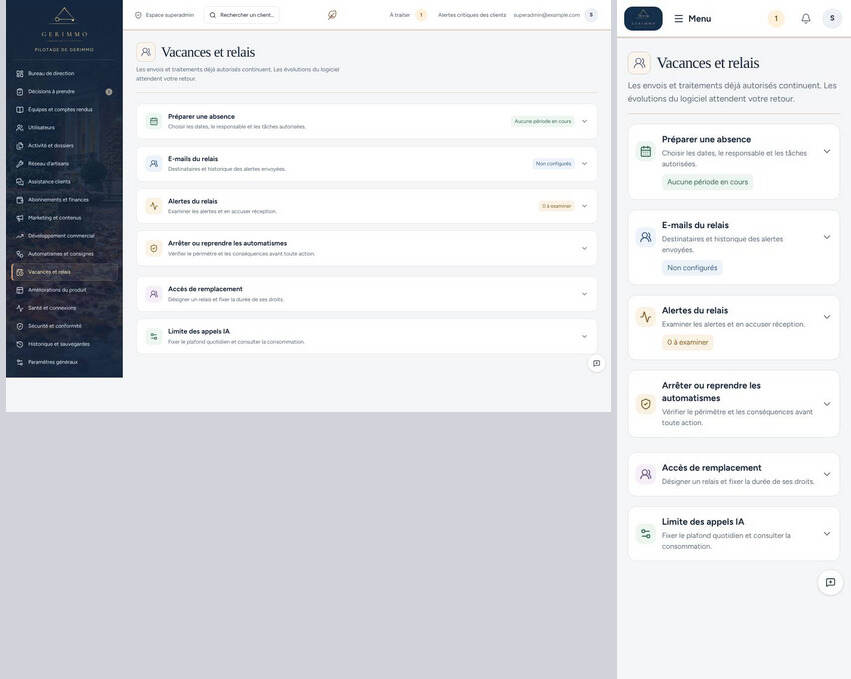 GERIMMO
PILOTAGE DE GERIMMO
Bureau de direction
Décisions à prendre
Équipes et comptes rendus
Utilisateurs
Activité et dossiers
Réseau d'artisans
Assistance clients
Abonnements et finances
Marketing et contenus
Développement commercial
Automatismes et consignes
Vacances et relais
Améliorations du produit
Santé et connexions
Sécurité et conformité
Historique et sauvegardes
Paramètres généraux
Espace superadmin
Rechercher un client...
À traiter
1
Alertes critiques des clients
superadmin@example.com
S
Vacances et relais
Les envois et traitements déjà autorisés continuent. Les évolutions du logiciel
attendent votre retour.
Préparer une absence
Choisir les dates, le responsable et les tâches autorisées.
Aucune période en cours
E-mails du relais
Destinataires et historique des alertes envoyées.
Non configurés
Alertes du relais
Examiner les alertes et en accuser réception.
0 à examiner
Arrêter ou reprendre les automatismes
Vérifier le périmètre et les conséquences avant toute action.
Accès de remplacement
Désigner un relais et fixer la durée de ses droits.
Limite des appels IA
Fixer le plafond quotidien et consulter la consommation.
Menu
1
S
Vacances et relais
Les envois et traitements déjà autorisés continuent. Les
évolutions du logiciel attendent votre retour.
Préparer une absence
Choisir les dates, le responsable et les tâches
autorisées.
Aucune période en cours
E-mails du relais
Destinataires et historique des alertes
envoyées.
Non configurés
Alertes du relais
Examiner les alertes et en accuser réception.
0 à examiner
Arrêter ou reprendre les
automatismes
Vérifier le périmètre et les conséquences avant
toute action.
Accès de remplacement
Désigner un relais et fixer la durée de ses droits.
Limite des appels IA
Fixer le plafond quotidien et consulter la
consommation.